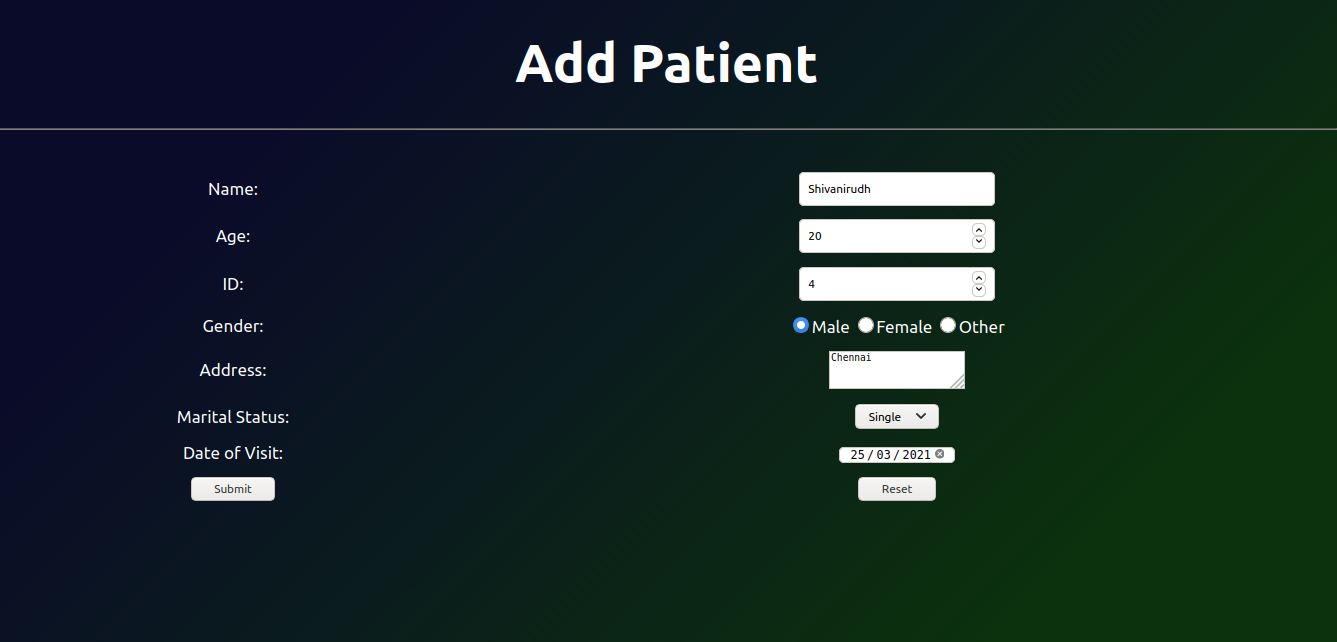 Add Patient
Name: Shivanirudh
Age: 20
ID: 4
Gender: Male Female Other
Address: Chennai
Marital Status: Single
Date of Visit: 25/03/2021
Submit Reset